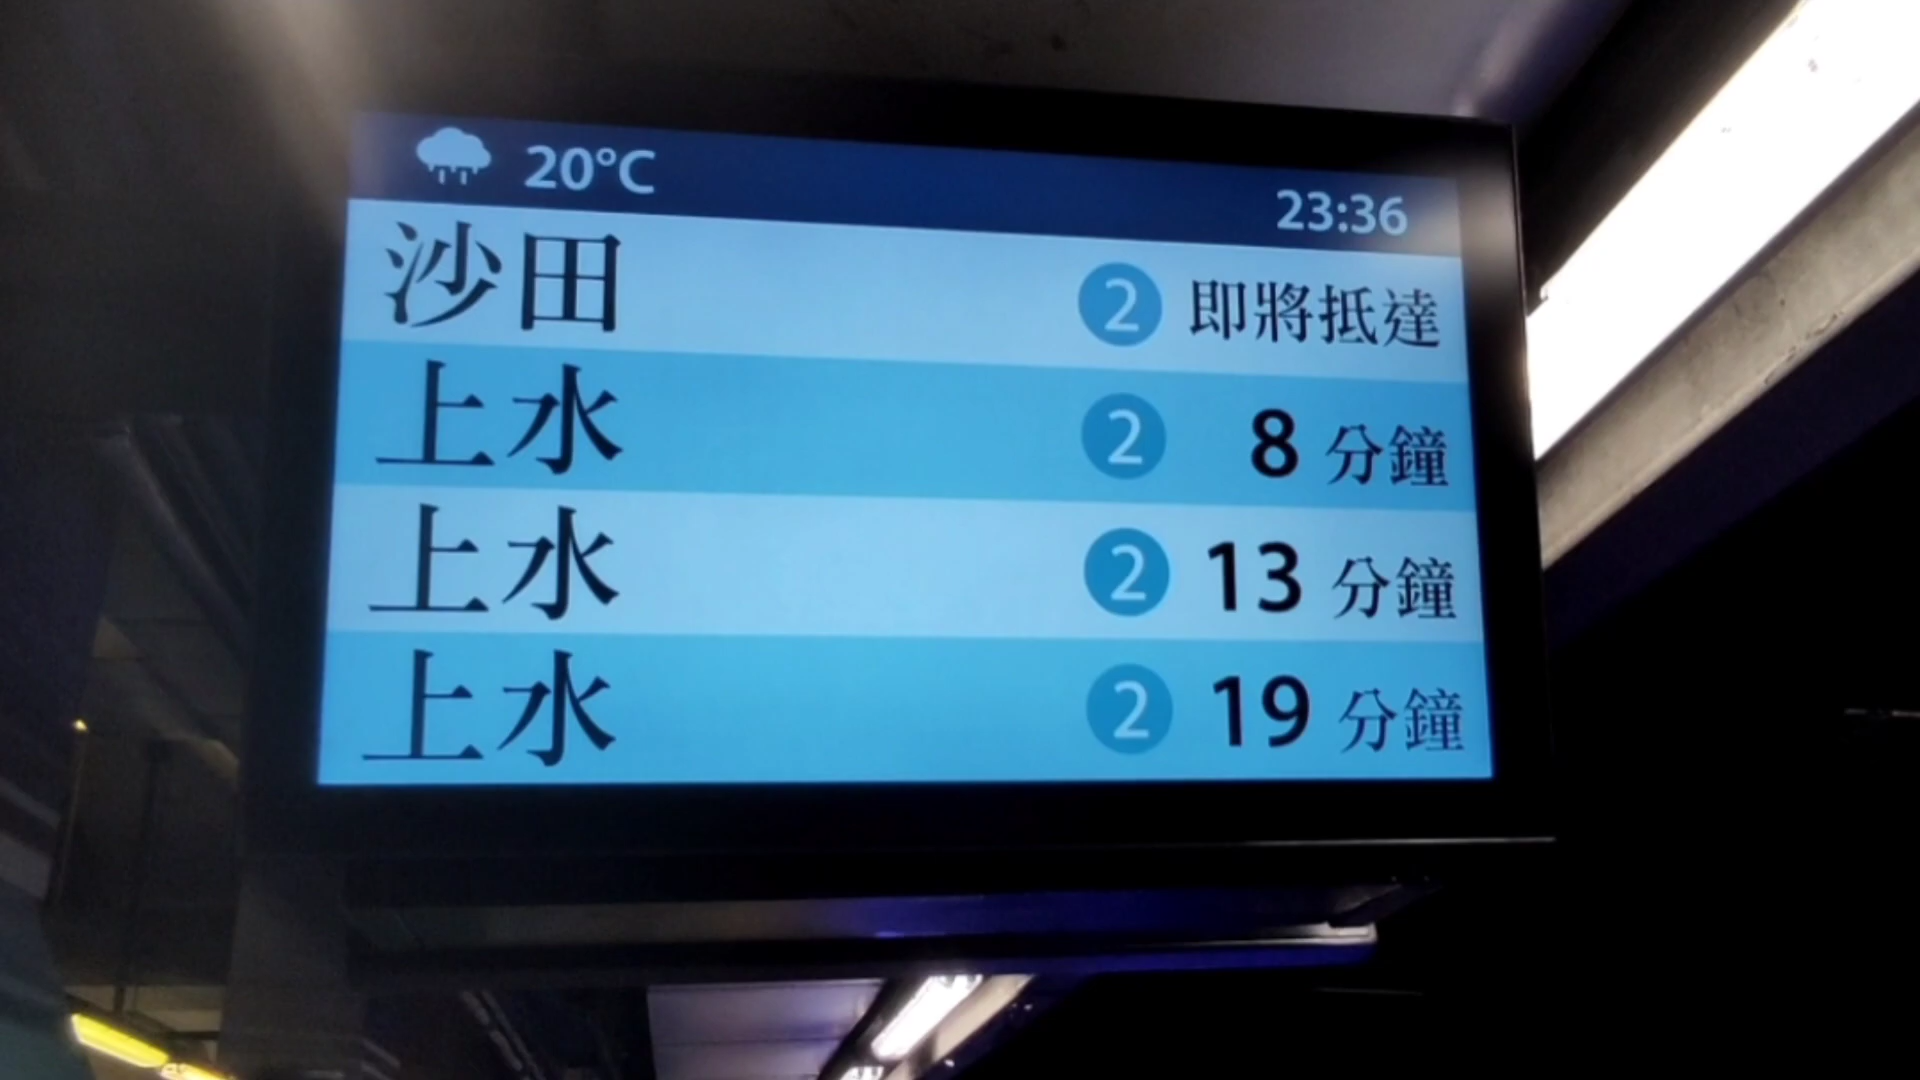 20°C 23:36
沙田 2 即將抵達
上水 2 8 分鐘
上水 2 13 分鐘
上水 2 19 分鐘